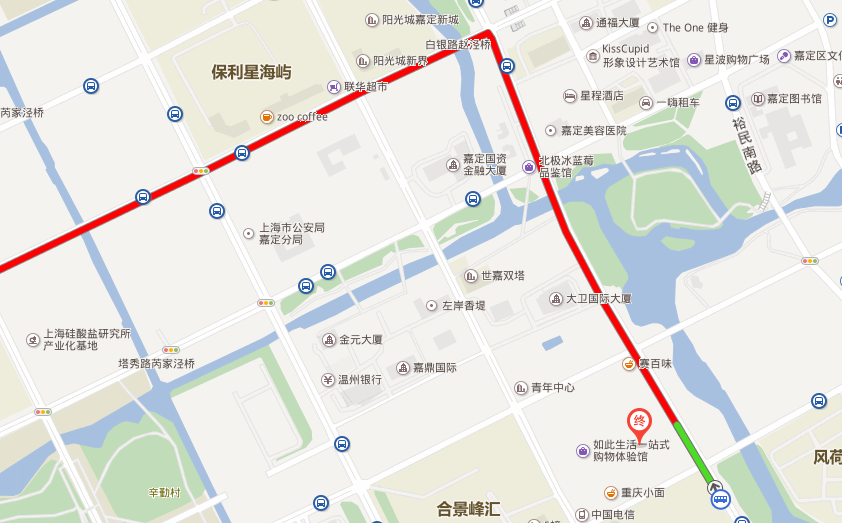 阳光城嘉定新城
通福大厦
The One 健身
P
白银路赵泾桥
KissCupid
形象设计艺术馆
星波购物广场
嘉定区文化
阳光城新界
保利星海屿
联华超市
星程酒店
一嗨租车
嘉定图书馆
芮家泾桥
zoo coffee
嘉定美容医院
裕民南路
嘉定国资
金融大厦
北极冰蓝莓
品鉴馆
上海市公安局
嘉定分局
世嘉双塔
左岸香堤
大卫国际大厦
上海硅酸盐研究所
产业化基地
金元大厦
塔秀路芮家泾桥
嘉鼎国际
赛百味
温州银行
青年中心
终
如此生活一站式
购物体验馆
风荷
辛勤村
重庆小面
合景峰汇
中国电信